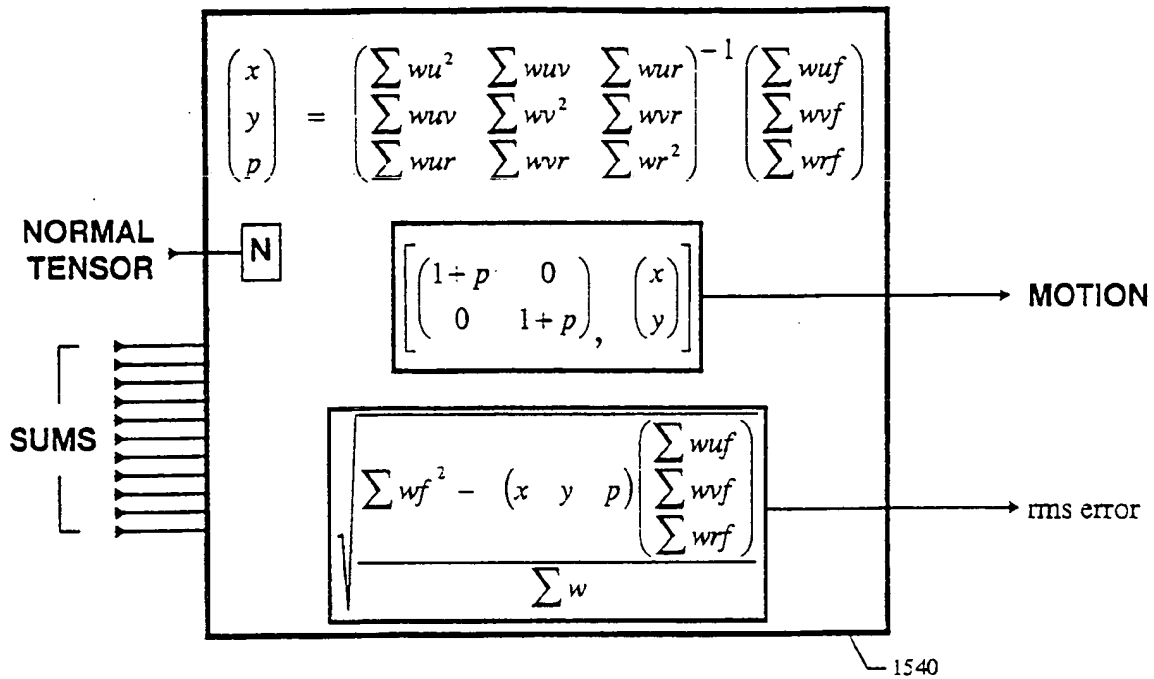 (x y p) = (∑wu² ∑wuv ∑wur
∑wuv ∑wv² ∑wvr
∑wur ∑wvr ∑wr²)⁻¹ (∑wuf
∑wvf
∑wrf)
NORMAL
TENSOR
N
[(1+p 0
0 1+p), (x
y)]
MOTION
SUMS
√((∑wf² - (x y p)(∑wuf
∑wvf
∑wrf))
/ ∑w)
rms error
1540